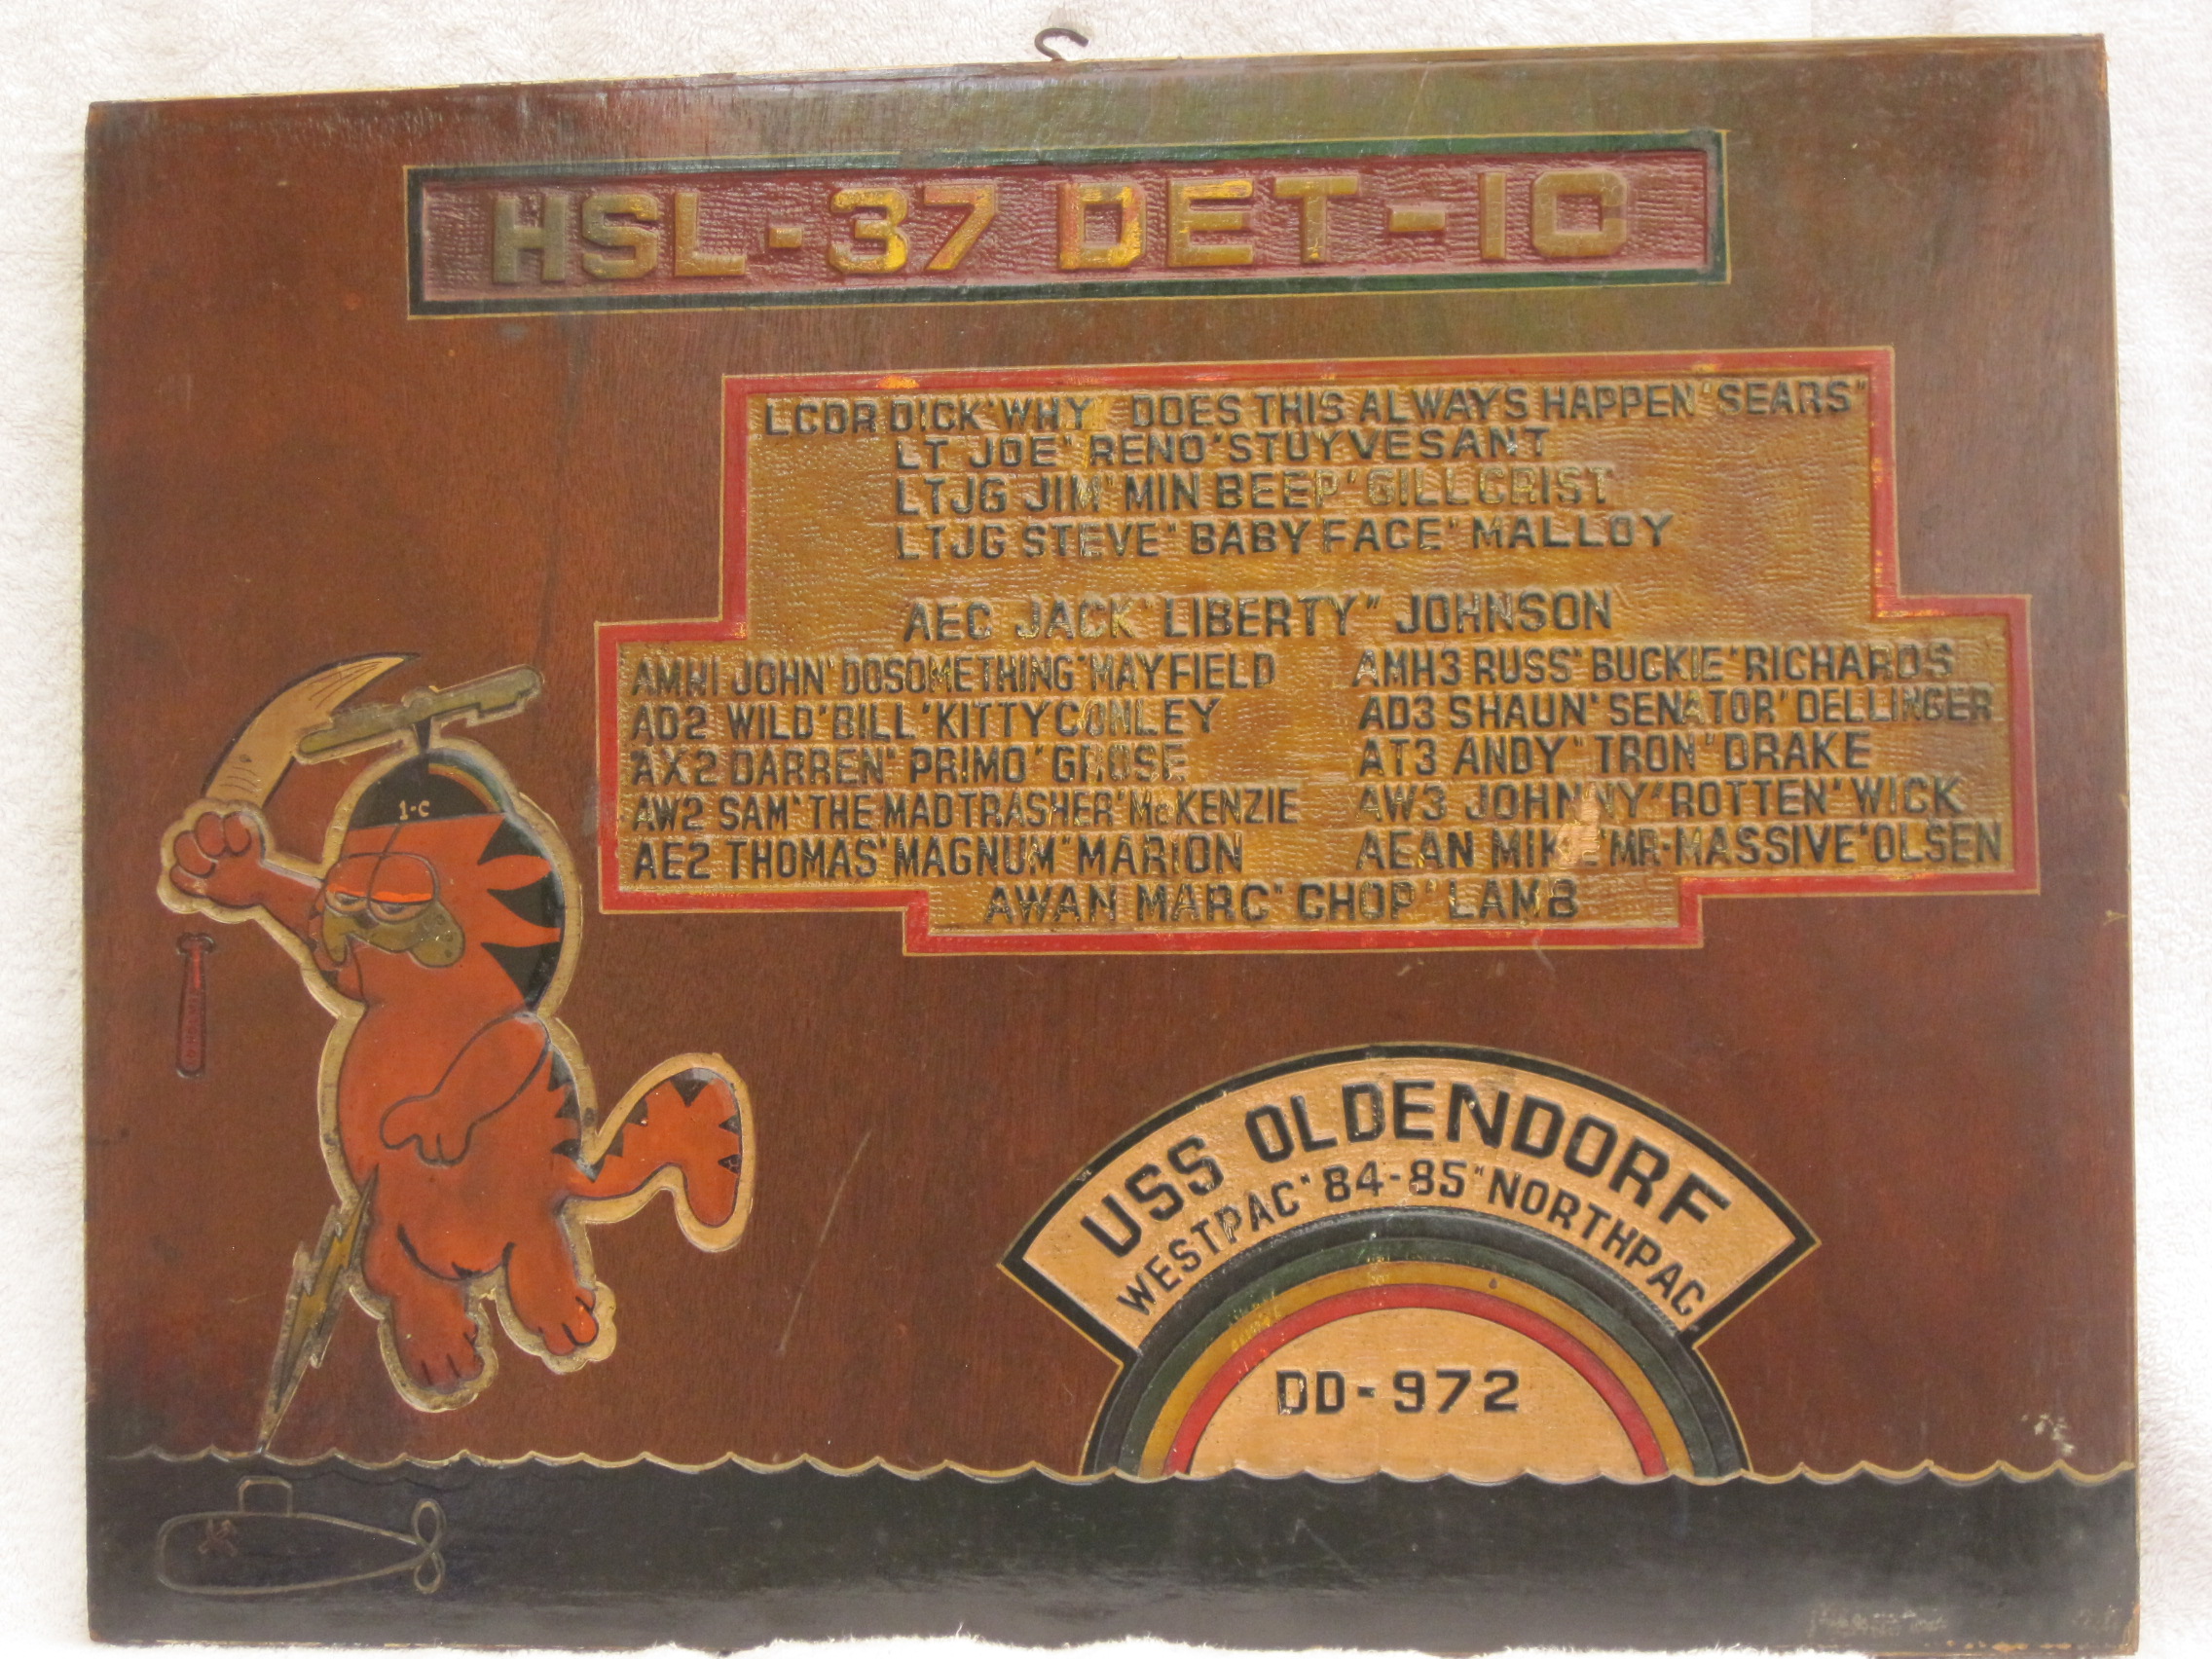 HSL-37 DET-1C
LCDR DICK "WHY DOES THIS ALWAYS HAPPEN" SEARS"
LT JOE "RENO" STUYVESANT
LTJG JIM "MIN BEEP" GILLCRIST
LTJG STEVE "BABY FACE" MALLOY
AEC JACK "LIBERTY" JOHNSON
AMH1 JOHN "DOSOMETHING" MAYFIELD
AD2 WILD "BILL" KITTYCONLEY
AX2 DARREN "PRIMO" GROSE
AW2 SAM "THE MADTRASHER" McKENZIE
AE2 THOMAS "MAGNUM" MARION
AMH3 RUSS "BUCKIE" RICHARDS
AD3 SHAUN "SENATOR" DELLINGER
AT3 ANDY "TRON" DRAKE
AW3 JOHNNY "ROTTEN" WICK
AEAN MIKE "MR-MASSIVE" OLSEN
AWAN MARC "CHOP" LAMB
1-C
USS OLDENDORF
WESTPAC "84-85" NORTHPAC
DD-972